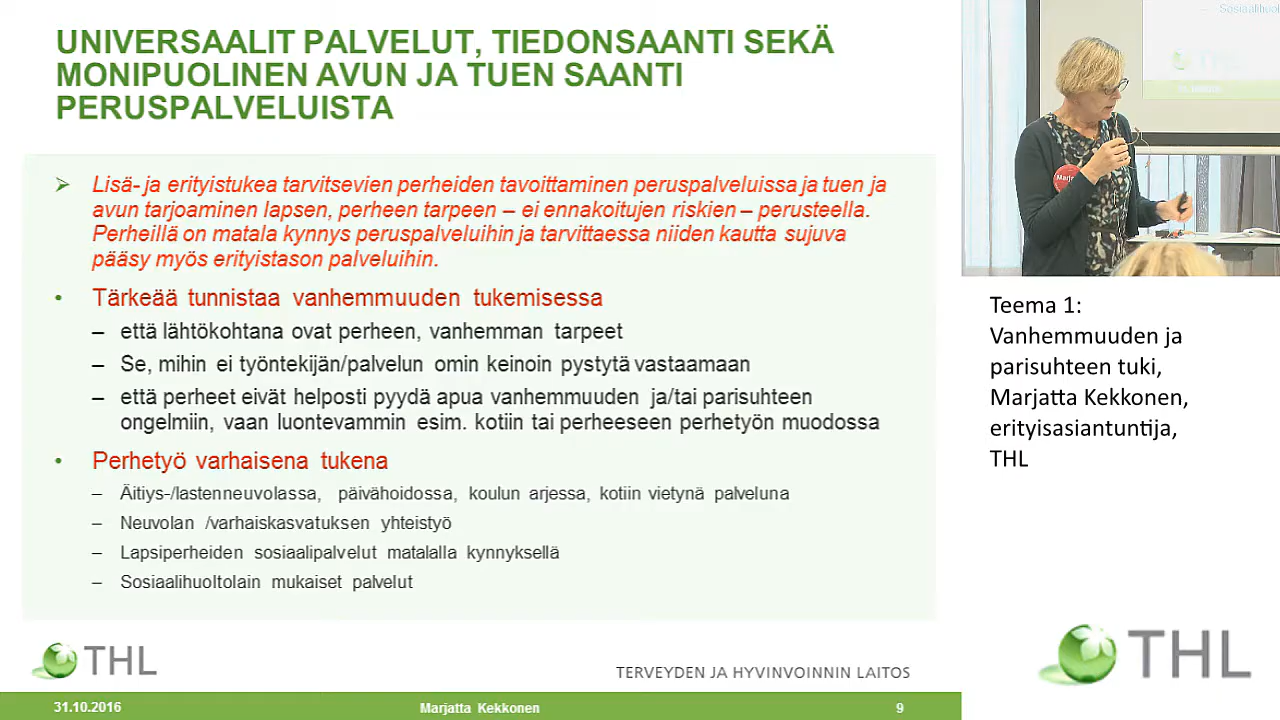 UNIVERSAALIT PALVELUT, TIEDONSAANTI SEKÄ
MONIPUOLINEN AVUN JA TUEN SAANTI
PERUSPALVELUISTA
Lisä- ja erityistukea tarvitsevien perheiden tavoittaminen peruspalveluissa ja tuen ja
avun tarjoaminen lapsen, perheen tarpeen – ei ennakoitujen riskien – perusteella.
Perheillä on matala kynnys peruspalveluihin ja tarvittaessa niiden kautta sujuva
pääsy myös erityistason palveluihin.
• Tärkeää tunnistaa vanhemmuuden tukemisessa
– että lähtökohtana ovat perheen, vanhemman tarpeet
– Se, mihin ei työntekijän/palvelun omin keinoin pystytä vastaamaan
– että perheet eivät helposti pyydä apua vanhemmuuden ja/tai parisuhteen
ongelmiin, vaan luontevammin esim. kotiin tai perheeseen perhetyön muodossa
• Perhetyö varhaisena tukena
– Äitiys-/lastenneuvolassa, päivähoidossa, koulun arjessa, kotiin vietynä palveluna
– Neuvolan /varhaiskasvatuksen yhteistyö
– Lapsiperheiden sosiaalipalvelut matalalla kynnyksellä
– Sosiaalihuoltolain mukaiset palvelut
THL
TERVEYDEN JA HYVINVOINNIN LAITOS
31.10.2016
Marjatta Kekkonen
9
– Sosiaalihuol
THL
Marj
Teema 1:
Vanhemmuuden ja
parisuhteen tuki,
Marjatta Kekkonen,
erityisasiantuntija,
THL
THL